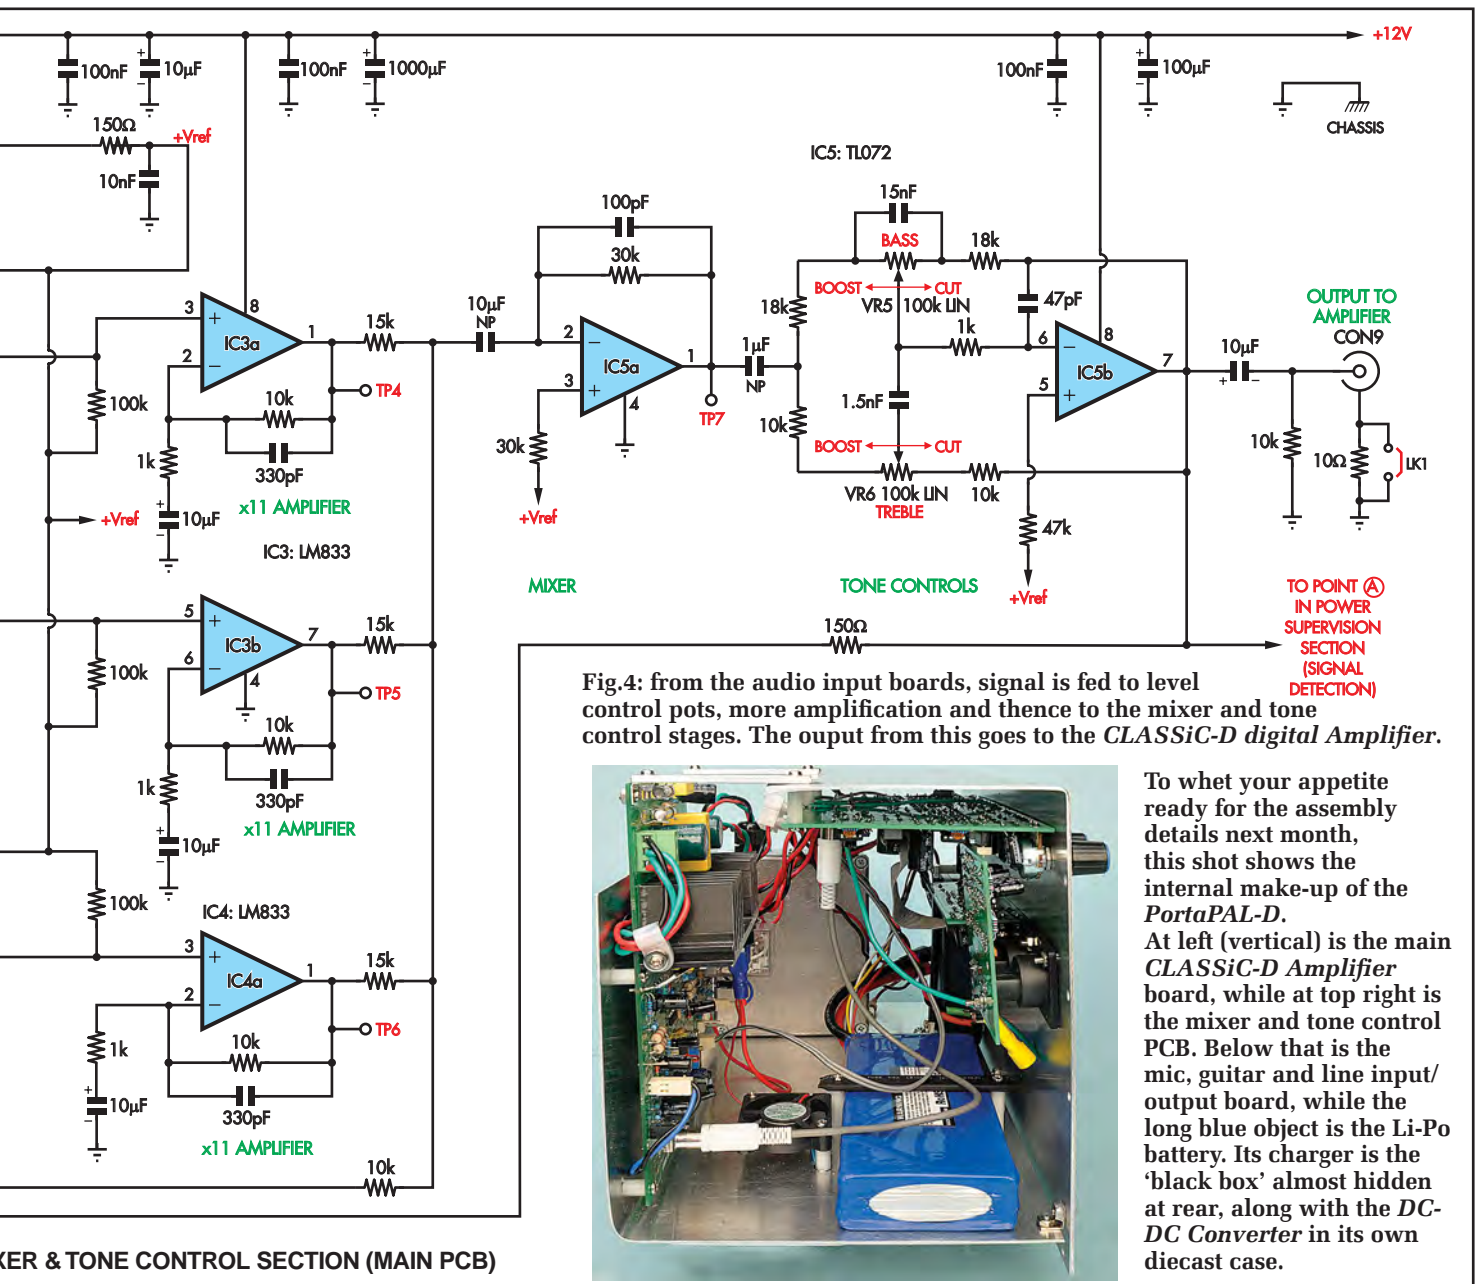 +12V
100nF
+
10µF
−
100nF
+
1000µF
−
100nF
+
100µF
−
CHASSIS
150Ω
+Vref
10nF
IC5: TL072
15nF
BASS
18k
BOOST
CUT
VR5
100k LIN
100pF
30k
18k
47pF
OUTPUT TO
AMPLIFIER
CON9
3
+
8
IC3a
1
2
−
15k
10µF
NP
2
−
IC5a
1
3
+
4
1µF
NP
1k
6
−
8
IC5b
7
5
+
10µF
+
−
TP4
TP7
1.5nF
100k
10k
330pF
1k
x11 AMPLIFIER
30k
10k
BOOST
CUT
VR6 100k LIN
TREBLE
10k
10k
10Ω
LK1
+Vref
+
10µF
−
+Vref
47k
+Vref
IC3: LM833
MIXER
TONE CONTROLS
TO POINT A
IN POWER
SUPERVISION
SECTION
(SIGNAL
DETECTION)
5
+
IC3b
7
6
−
4
15k
150Ω
100k
TP5
10k
330pF
1k
x11 AMPLIFIER
+
10µF
−
100k
IC4: LM833
3
+
IC4a
1
2
−
15k
TP6
1k
10k
+
10µF
−
330pF
x11 AMPLIFIER
10k
XER & TONE CONTROL SECTION (MAIN PCB)
Fig.4: from the audio input boards, signal is fed to level
control pots, more amplification and thence to the mixer and tone
control stages. The ouput from this goes to the CLASSiC-D digital Amplifier.
To whet your appetite
ready for the assembly
details next month,
this shot shows the
internal make-up of the
PortaPAL-D.
At left (vertical) is the main
CLASSiC-D Amplifier
board, while at top right is
the mixer and tone control
PCB. Below that is the
mic, guitar and line input/
output board, while the
long blue object is the Li-Po
battery. Its charger is the
‘black box’ almost hidden
at rear, along with the DC-
DC Converter in its own
diecast case.